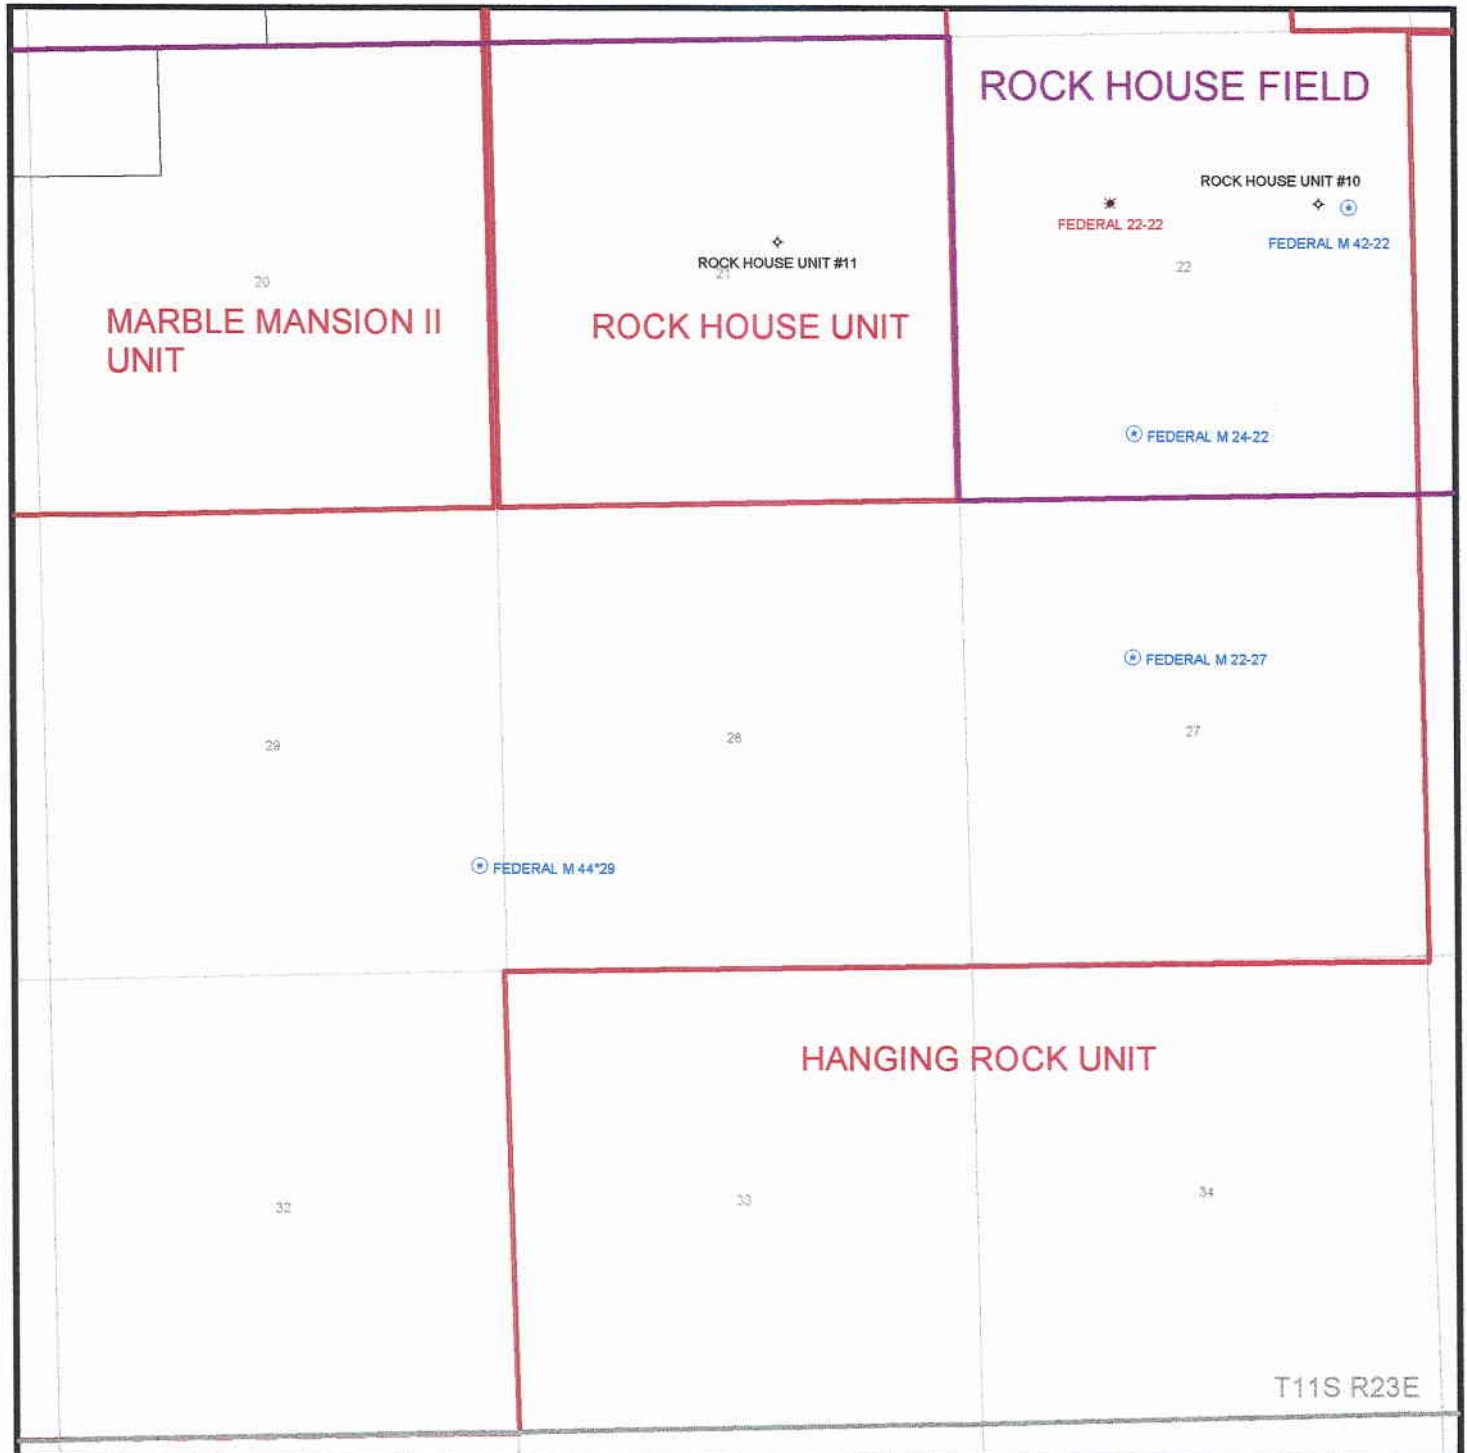 ROCK HOUSE FIELD
ROCK HOUSE UNIT #10
FEDERAL 22-22
FEDERAL M 42-22
ROCK HOUSE UNIT #11
20
21
22
MARBLE MANSION II
UNIT
ROCK HOUSE UNIT
FEDERAL M 24-22
FEDERAL M 22-27
29
28
27
FEDERAL M 44*29
HANGING ROCK UNIT
32
33
34
T11S R23E